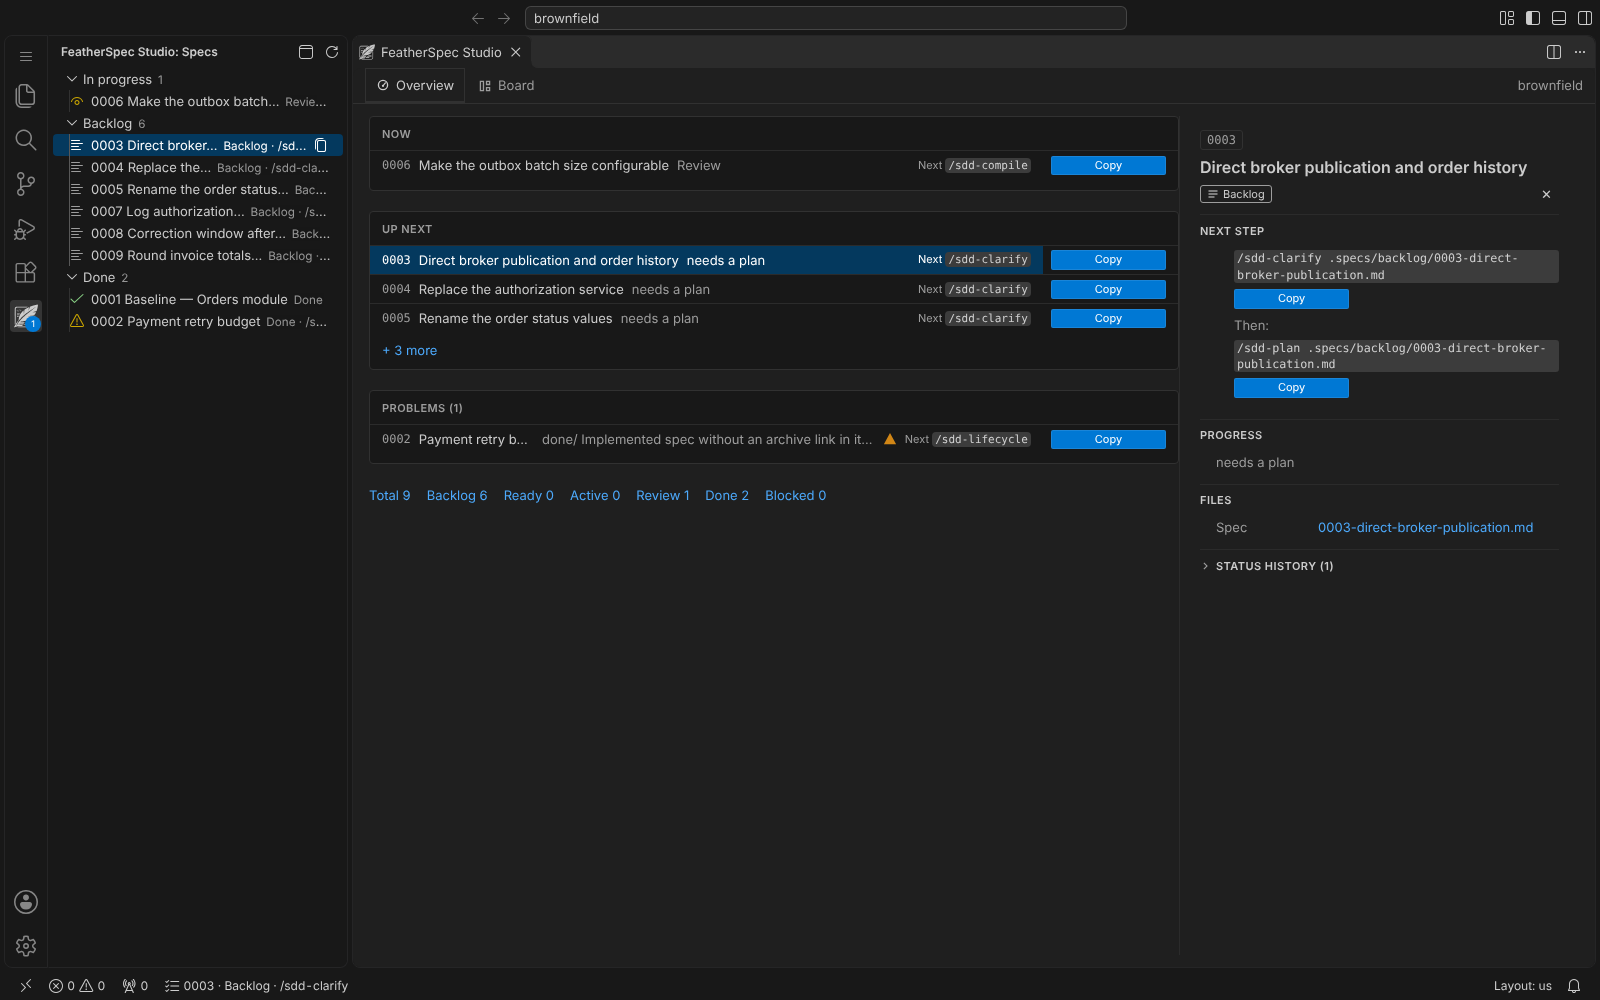 brownfield
FeatherSpec Studio: Specs
In progress 1
0006 Make the outbox batch... Revie...
Backlog 6
0003 Direct broker... Backlog · /sd...
0004 Replace the... Backlog · /sdd-cla...
0005 Rename the order status... Bac...
0007 Log authorization... Backlog · /s...
0008 Correction window after... Back...
0009 Round invoice totals... Backlog ·...
Done 2
0001 Baseline — Orders module Done
0002 Payment retry budget Done · /s...
1
FeatherSpec Studio
Overview
Board
brownfield
NOW
0006 Make the outbox batch size configurable Review Next /sdd-compile Copy
UP NEXT
0003 Direct broker publication and order history needs a plan Next /sdd-clarify Copy
0004 Replace the authorization service needs a plan Next /sdd-clarify Copy
0005 Rename the order status values needs a plan Next /sdd-clarify Copy
+ 3 more
PROBLEMS (1)
0002 Payment retry b... done/ Implemented spec without an archive link in it... Next /sdd-lifecycle Copy
Total 9 Backlog 6 Ready 0 Active 0 Review 1 Done 2 Blocked 0
0003
Direct broker publication and order history
Backlog
NEXT STEP
/sdd-clarify .specs/backlog/0003-direct-
broker-publication.md
Copy
Then:
/sdd-plan .specs/backlog/0003-direct-broker-
publication.md
Copy
PROGRESS
needs a plan
FILES
Spec 0003-direct-broker-publication.md
STATUS HISTORY (1)
0 0 0 0003 · Backlog · /sdd-clarify Layout: us